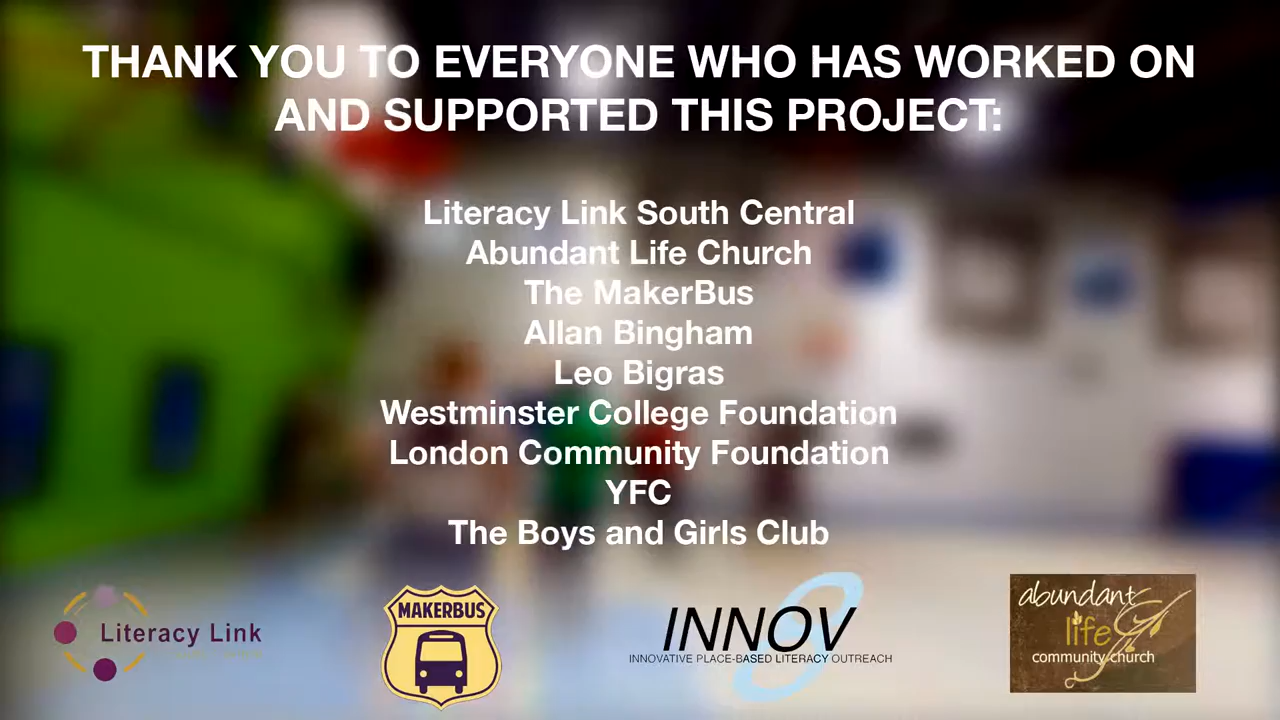 THANK YOU TO EVERYONE WHO HAS WORKED ON
AND SUPPORTED THIS PROJECT:
Literacy Link South Central
Abundant Life Church
The MakerBus
Allan Bingham
Leo Bigras
Westminster College Foundation
London Community Foundation
YFC
The Boys and Girls Club
Literacy Link
MAKERBUS
INNOV
INNOVATIVE PLACE-BASED LITERACY OUTREACH
abundant
life
community church